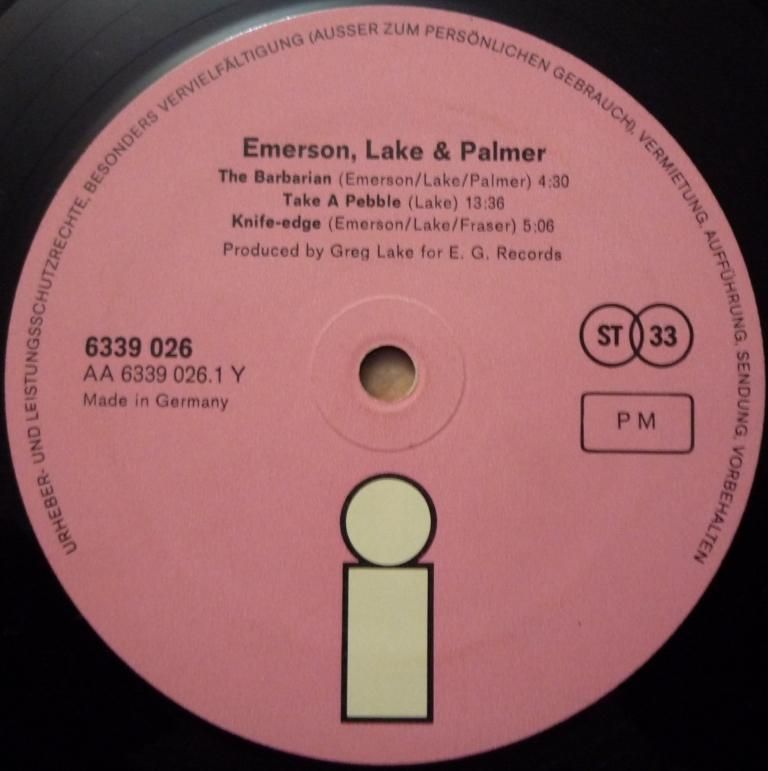 URHEBER- UND LEISTUNGSSCHUTZRECHTE, BESONDERS VERVIELFÄLTIGUNG (AUSSER ZUM PERSÖNLICHEN GEBRAUCH), VERMIETUNG, AUFFÜHRUNG, SENDUNG, VORBEHALTEN
Emerson, Lake & Palmer
The Barbarian (Emerson/Lake/Palmer) 4:30
Take A Pebble (Lake) 13:36
Knife-edge (Emerson/Lake/Fraser) 5:06
Produced by Greg Lake for E. G. Records
6339 026
AA 6339 026.1 Y
Made in Germany
ST 33
PM
i